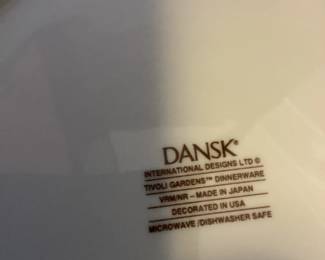 DANSK®
INTERNATIONAL DESIGNS LTD ©
TIVOLI GARDENS™ DINNERWARE
VRM/NR – MADE IN JAPAN
DECORATED IN USA
MICROWAVE / DISHWASHER SAFE